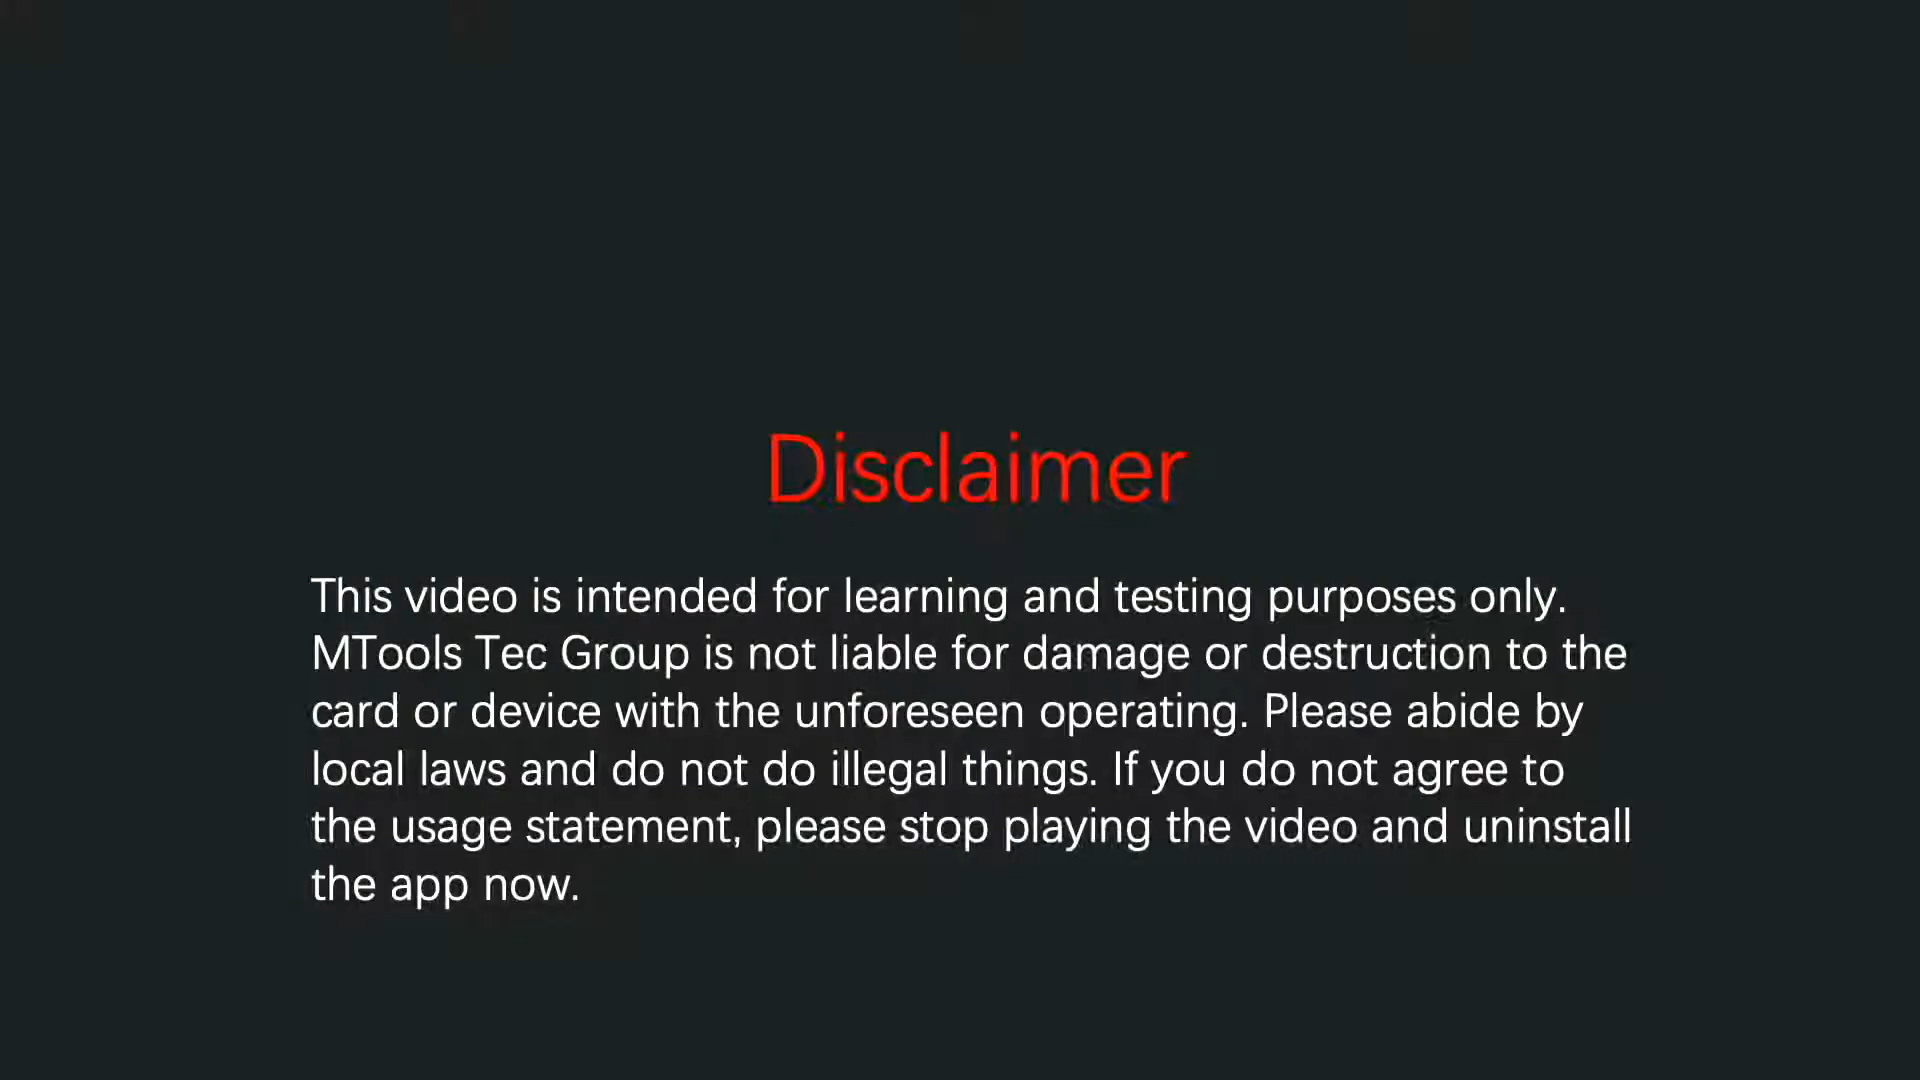 Disclaimer
This video is intended for learning and testing purposes only.
MTools Tec Group is not liable for damage or destruction to the
card or device with the unforeseen operating. Please abide by
local laws and do not do illegal things. If you do not agree to
the usage statement, please stop playing the video and uninstall
the app now.